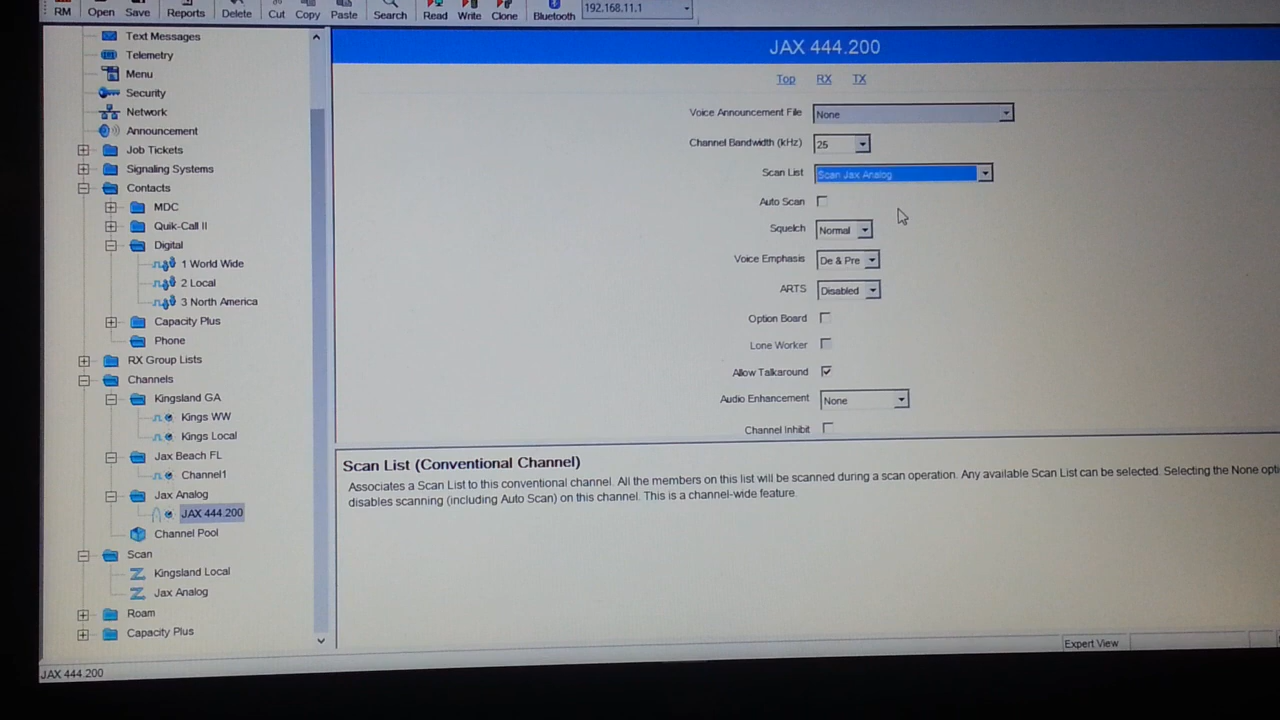 RM Open Save Reports Delete Cut Copy Paste Search Read Write Clone Bluetooth 192.168.11.1
Text Messages
Telemetry
Menu
Security
Network
Announcement
Job Tickets
Signaling Systems
Contacts
MDC
Quik-Call II
Digital
1 World Wide
2 Local
3 North America
Capacity Plus
Phone
RX Group Lists
Channels
Kingsland GA
Kings WW
Kings Local
Jax Beach FL
Channel1
Jax Analog
JAX 444.200
Channel Pool
Scan
Kingsland Local
Jax Analog
Roam
Capacity Plus
JAX 444.200
Top RX TX
Voice Announcement File None
Channel Bandwidth (kHz) 25
Scan List Scan Jax Analog
Auto Scan
Squelch Normal
Voice Emphasis De & Pre
ARTS Disabled
Option Board
Lone Worker
Allow Talkaround
Audio Enhancement None
Channel Inhibit
Scan List (Conventional Channel)
Associates a Scan List to this conventional channel. All the members on this list will be scanned during a scan operation. Any available Scan List can be selected. Selecting the None opti
disables scanning (including Auto Scan) on this channel. This is a channel-wide feature.
Expert View
JAX 444.200